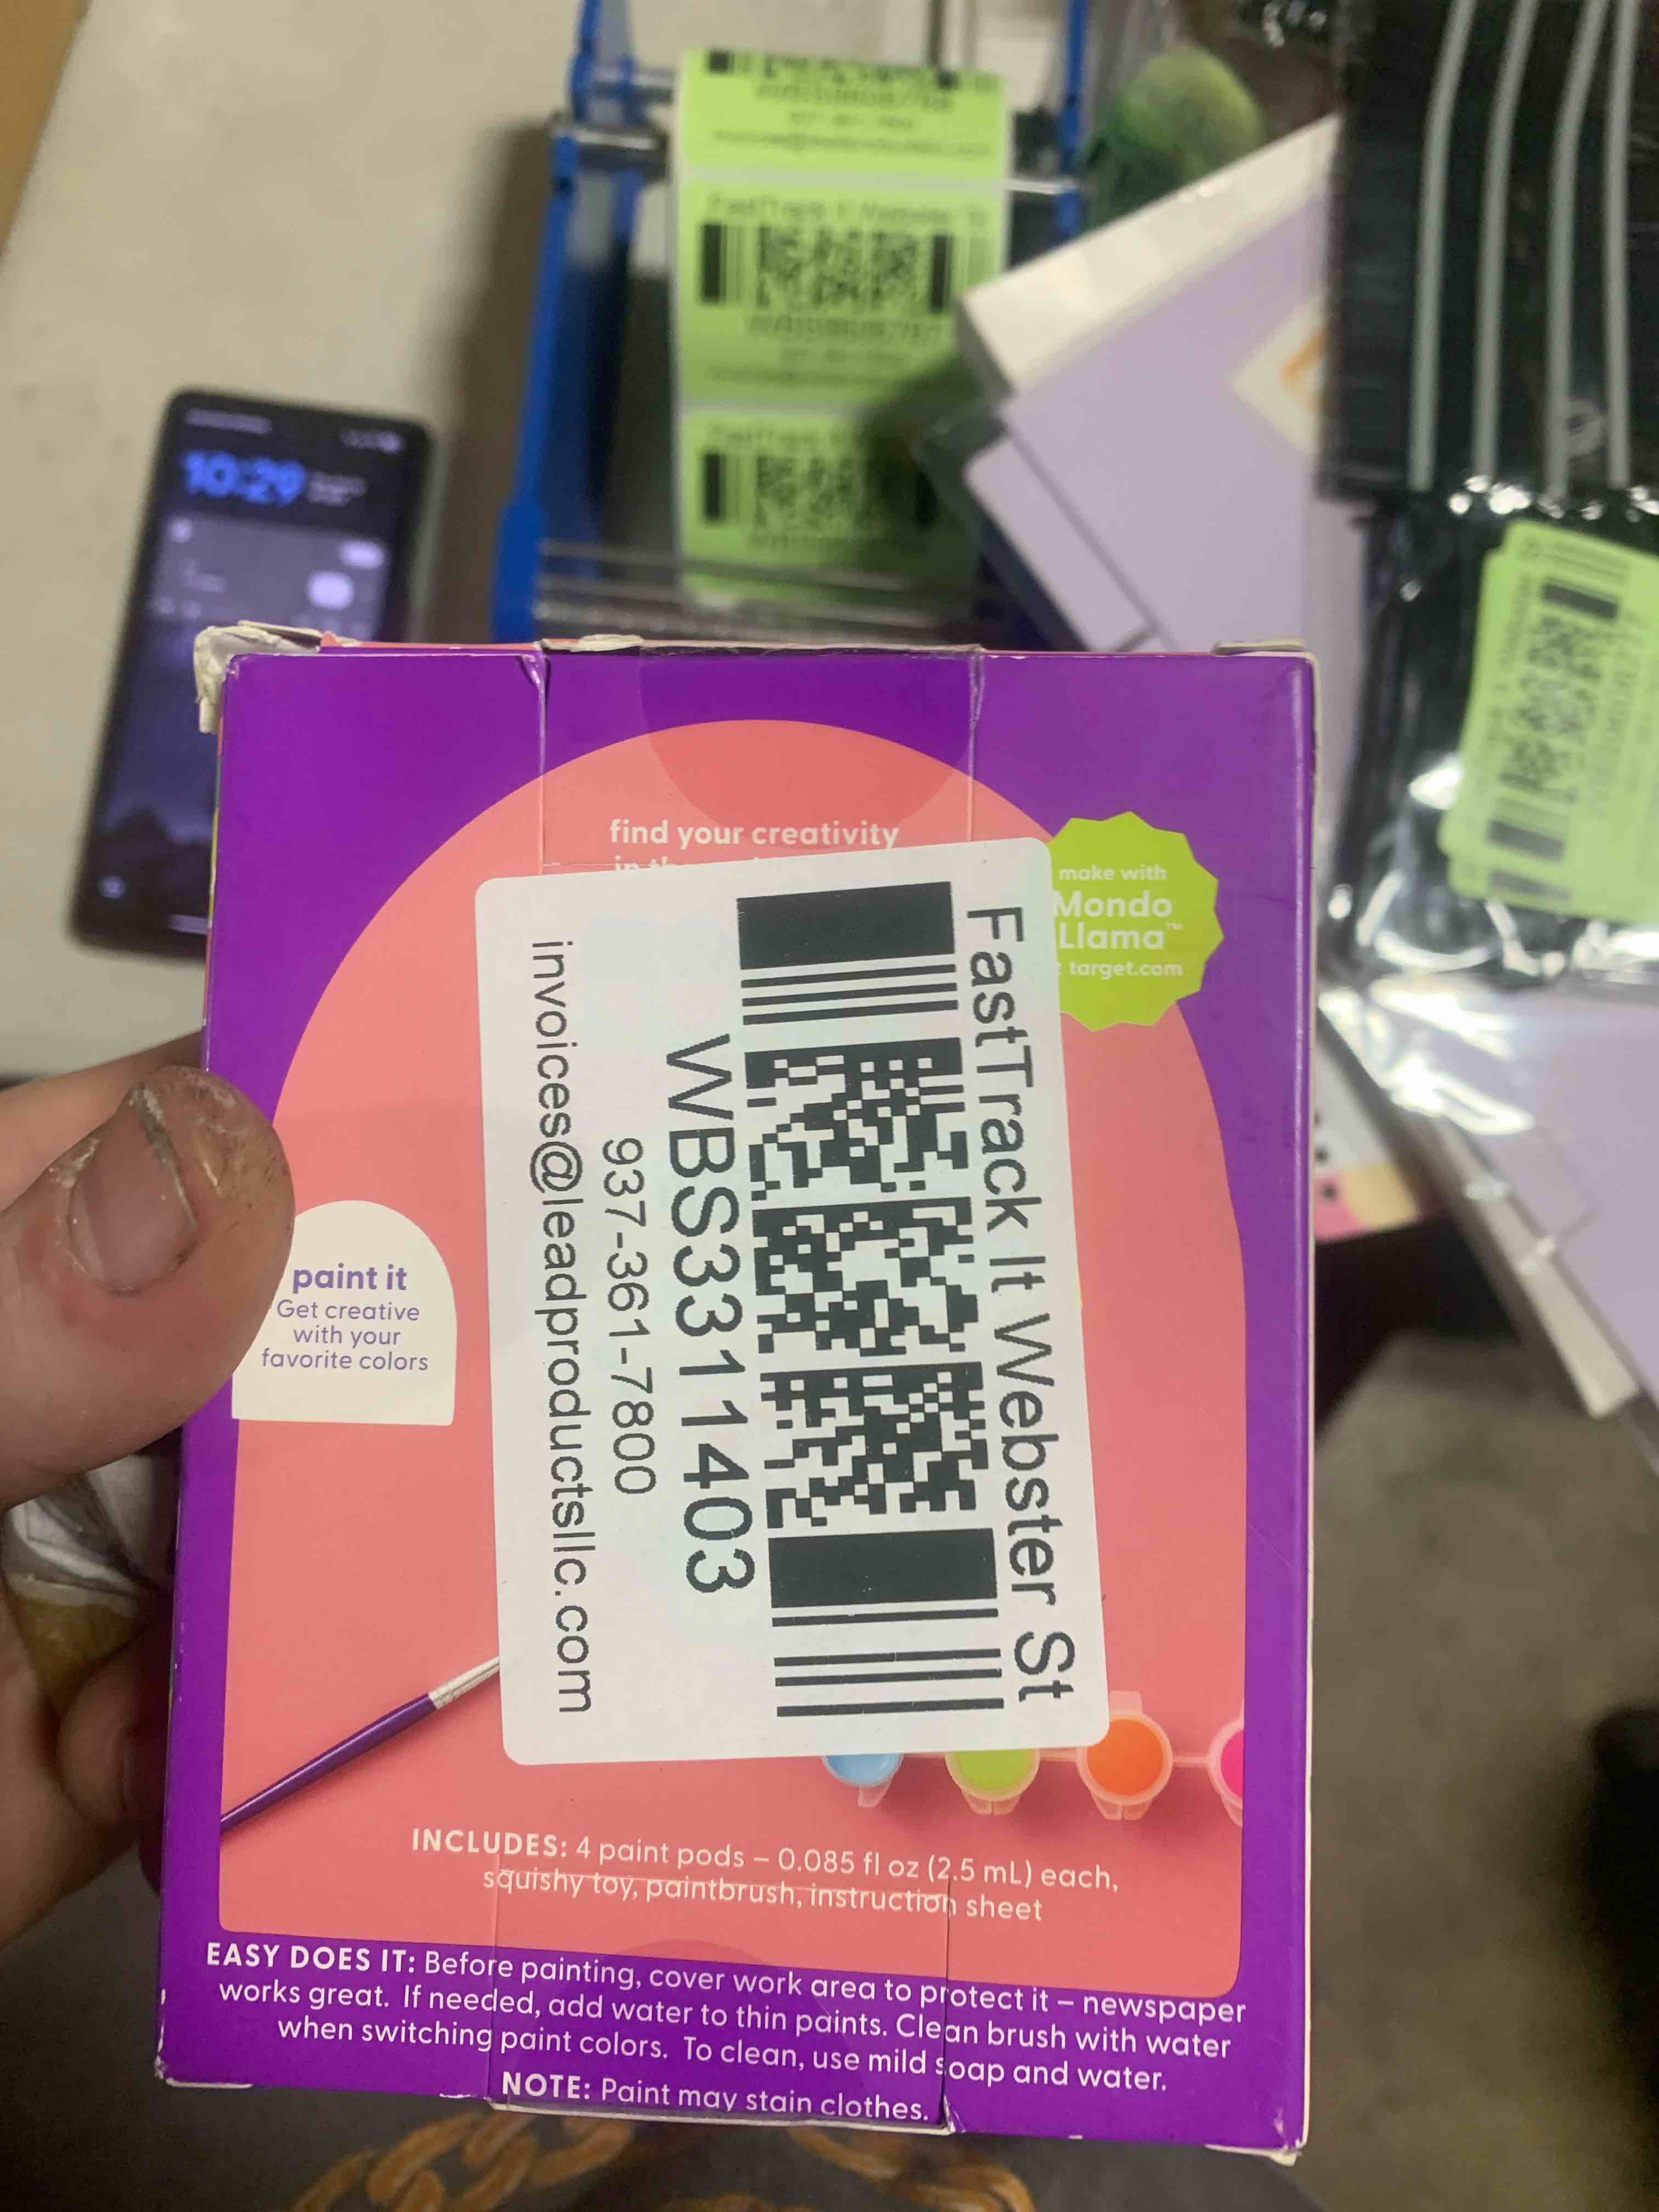 10:29
find your creativity
make with
Mondo
Llama™
target.com
FastTrack It Webster St
WBS3311403
937-361-7800
invoices@leadproductsllc.com
paint it
Get creative
with your
favorite colors
INCLUDES: 4 paint pods – 0.085 fl oz (2.5 mL) each,
squishy toy, paintbrush, instruction sheet
EASY DOES IT: Before painting, cover work area to protect it – newspaper
works great. If needed, add water to thin paints. Clean brush with water
when switching paint colors. To clean, use mild soap and water.
NOTE: Paint may stain clothes.